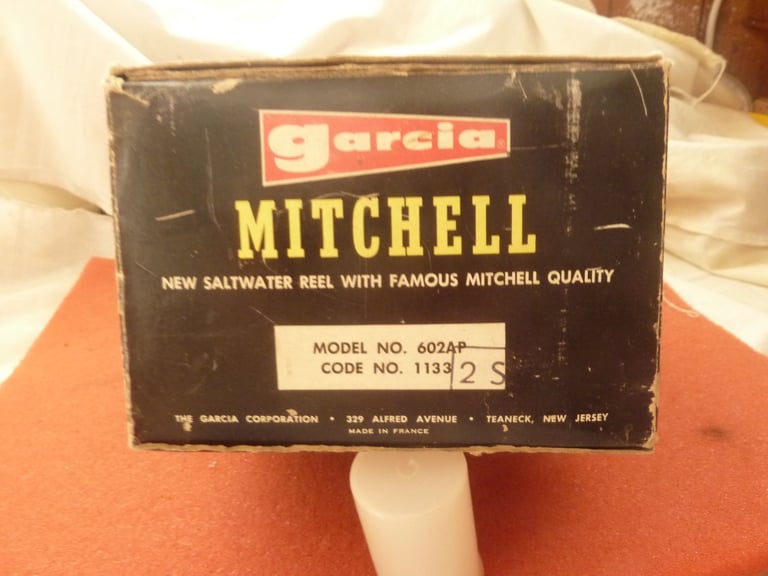 garcia®
MITCHELL
NEW SALTWATER REEL WITH FAMOUS MITCHELL QUALITY
MODEL NO. 602AP
CODE NO. 1133
2 S
THE GARCIA CORPORATION • 329 ALFRED AVENUE • TEANECK, NEW JERSEY
MADE IN FRANCE